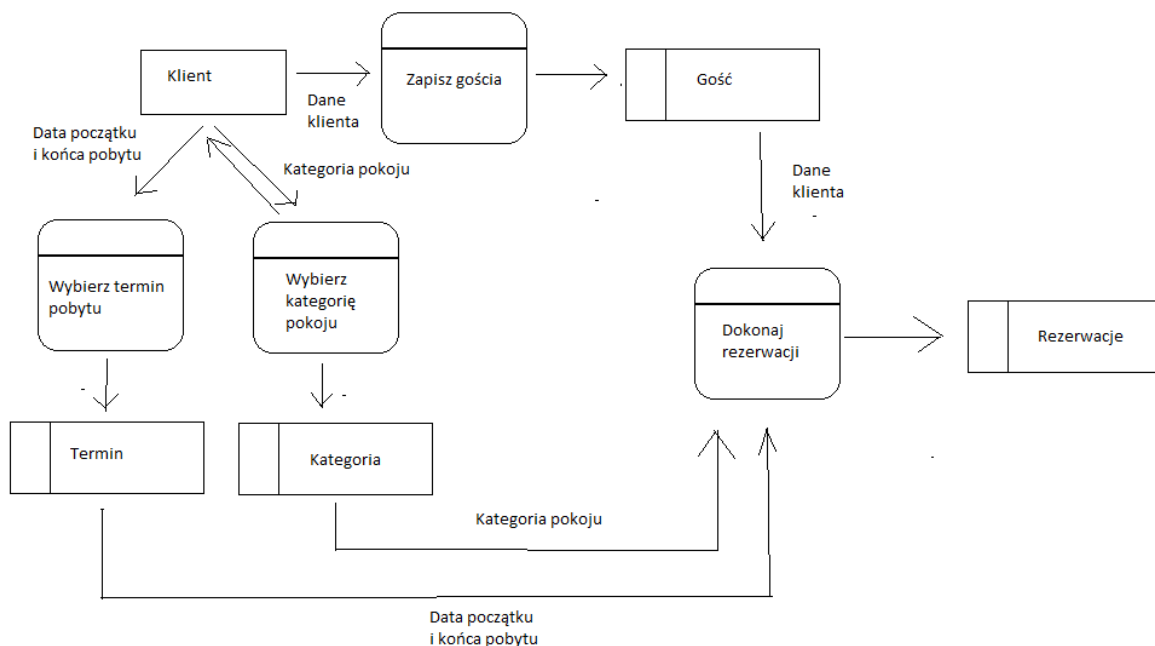 Klient
Zapisz gościa
Gość
Dane
klienta
Data początku
i końca pobytu
Kategoria pokoju
Dane
klienta
Wybierz termin
pobytu
Wybierz
kategorię
pokoju
Dokonaj
rezerwacji
Rezerwacje
Termin
Kategoria
Kategoria pokoju
Data początku
i końca pobytu